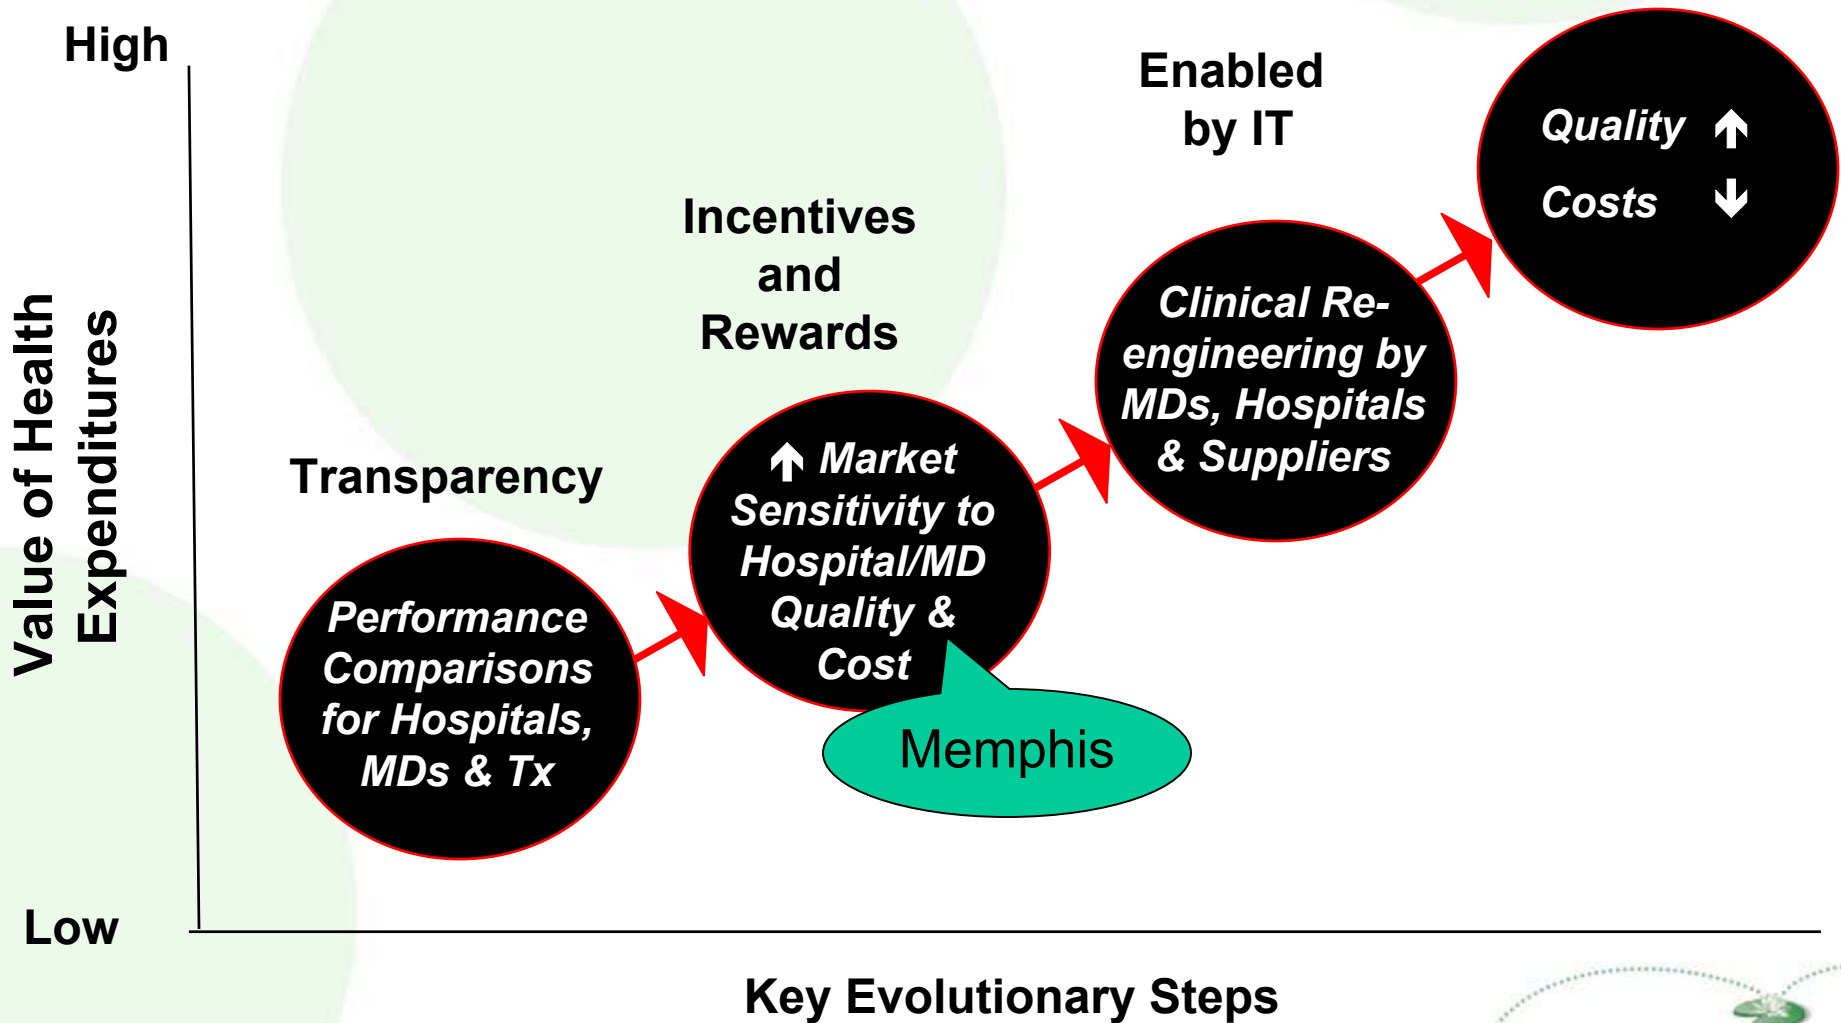 High
Value of Health
Expenditures
Low
Transparency
Performance
Comparisons
for Hospitals,
MDs & Tx
Incentives
and
Rewards
↑ Market
Sensitivity to
Hospital/MD
Quality &
Cost
Memphis
Enabled
by IT
Clinical Re-
engineering by
MDs, Hospitals
& Suppliers
Quality ↑
Costs ↓
Key Evolutionary Steps